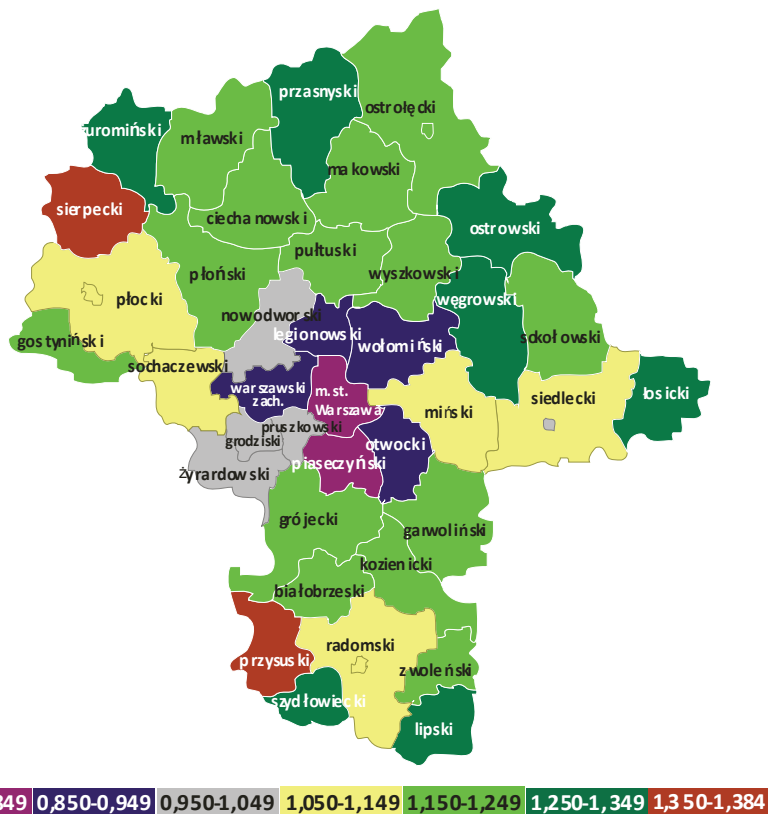 przasnyski
ostrołęcki
uromiński
mławski
makowski
sierpecki
ciechanowski
ostrowski
pułtuski
płoński
wyszkowski
płocki
węgrowski
nowodworski
legionowski
gostyniński
wołomiński
sokołowski
sochaczewski
warszawski
zach.
m.st.
Warszawa
siedlecki
łosicki
miński
pruszkowski
grodziski
otwocki
piaseczyński
żyrardowski
grójecki
garwoliński
kozienicki
białobrzeski
radomski
przysuski
zwoleński
szydłowiecki
lipski
349 0,850-0,949 0,950-1,049 1,050-1,149 1,150-1,249 1,250-1,349 1,350-1,384